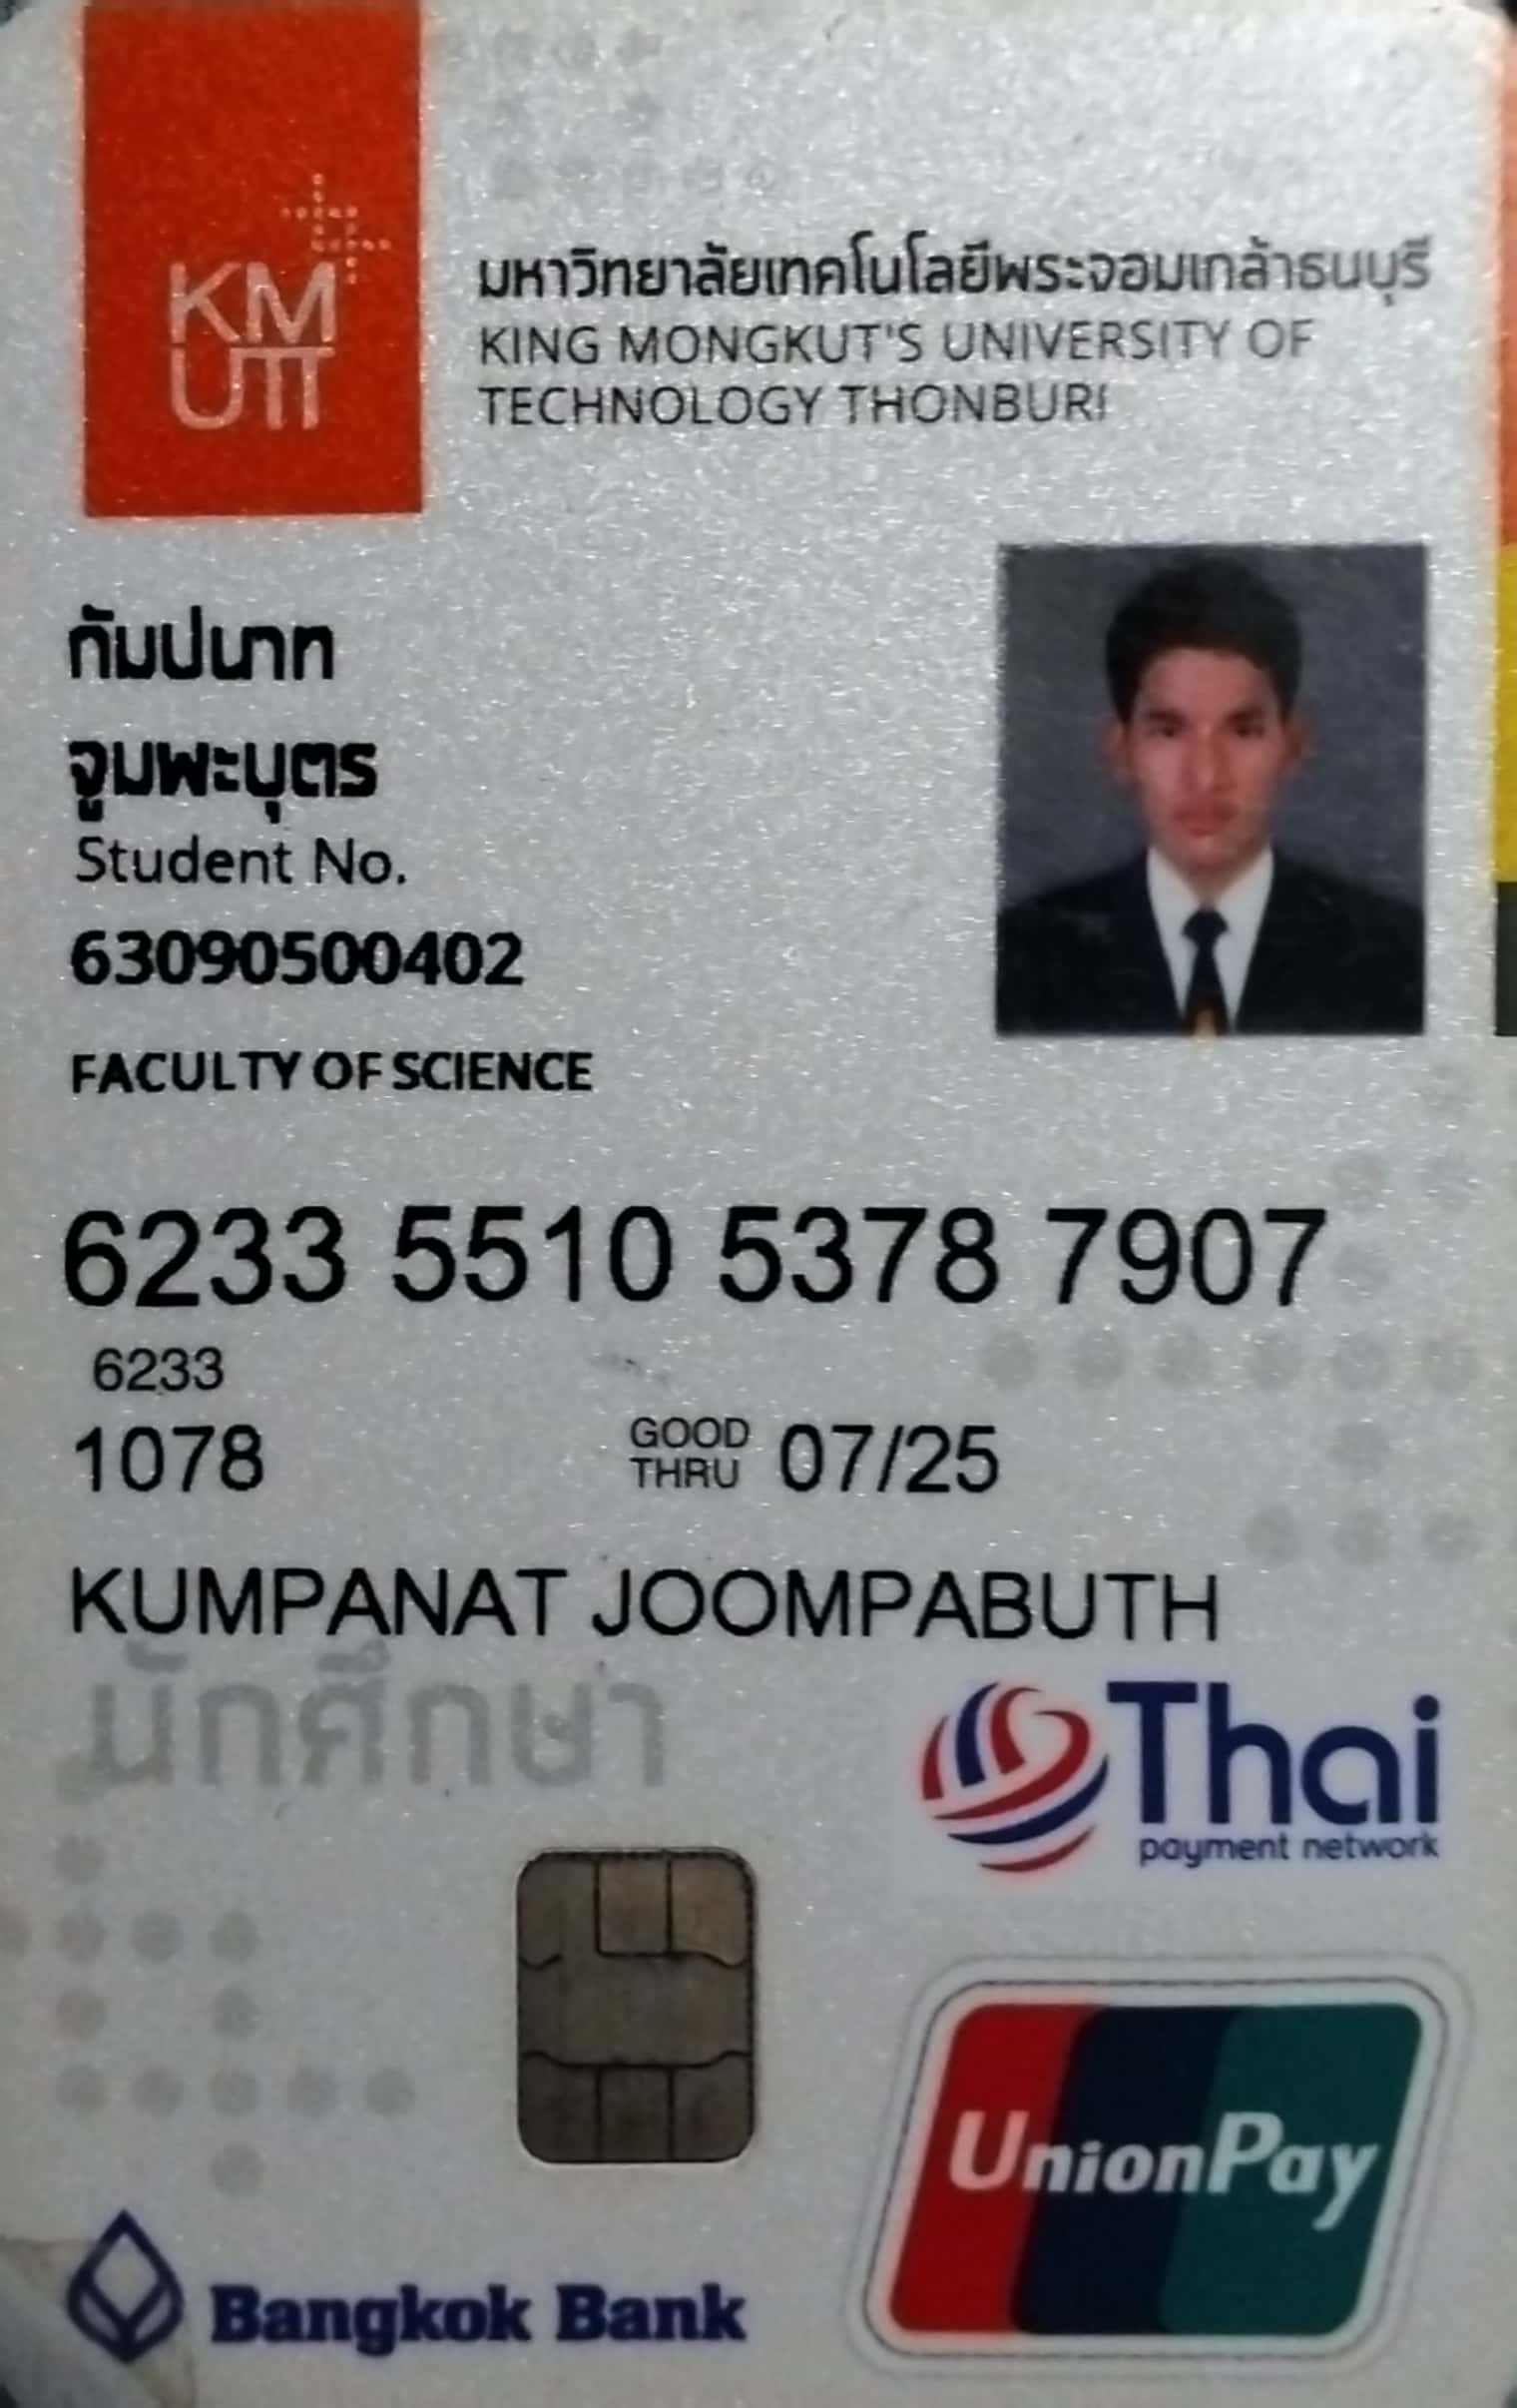 KM
UTT
มหาวิทยาลัยเทคโนโลยีพระจอมเกล้าธนบุรี
KING MONGKUT'S UNIVERSITY OF
TECHNOLOGY THONBURI
กัมปนาท
จูมพะบุตร
Student No.
63090500402
FACULTY OF SCIENCE
6233 5510 5378 7907
6233
1078 GOOD THRU 07/25
KUMPANAT JOOMPABUTH
นักศึกษา
Thai
payment network
UnionPay
Bangkok Bank